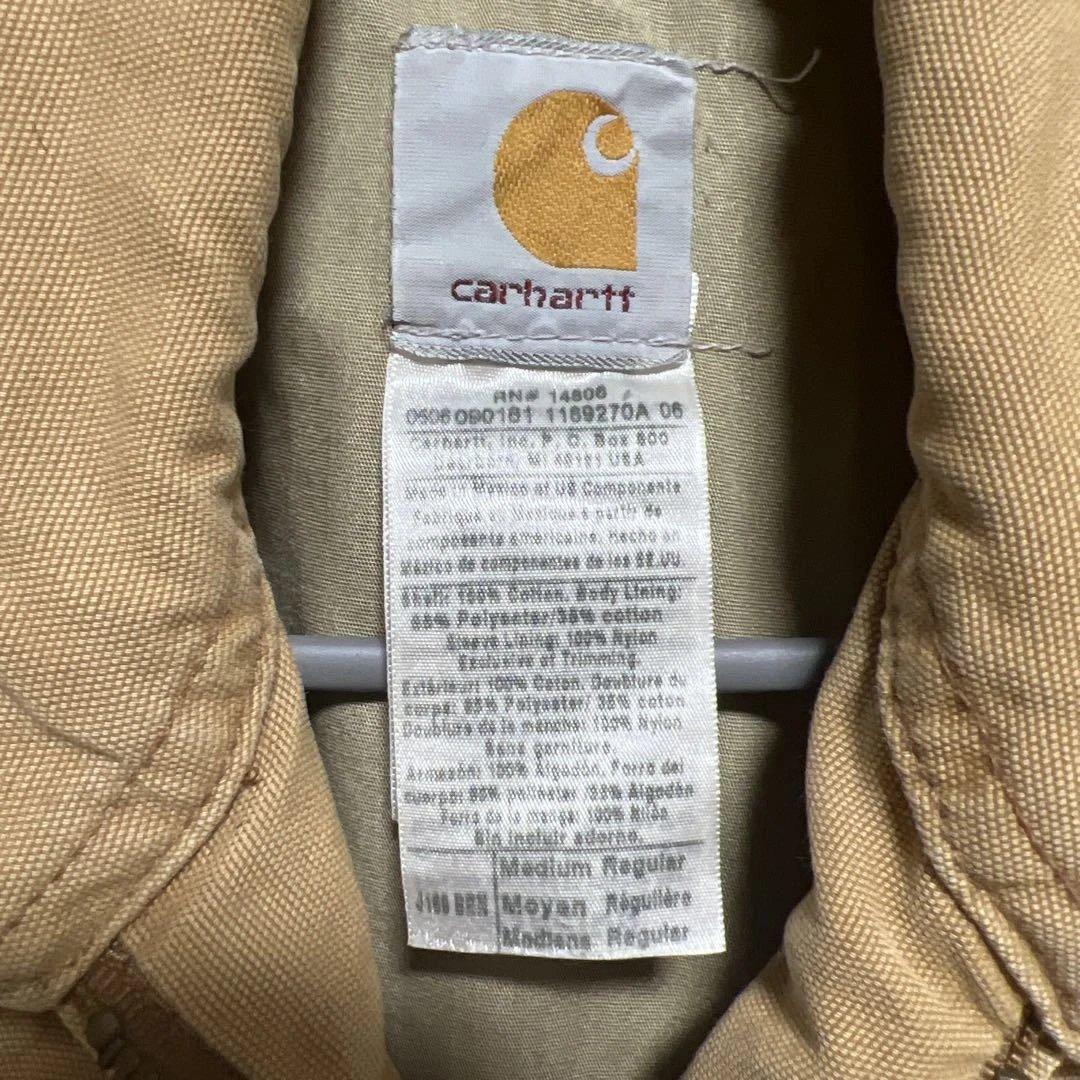 carhartt
RN# 14806
0606090161 1169270A 06
Carhartt, Inc. P. O. Box 600
Dearborn, MI 48121 USA
Made in Mexico of US Components
Fabriqué au Mexique à partir de
composants américains. Hecho en
México de componentes de los EE.UU
Shell: 100% Cotton, Body Lining:
65% Polyester/35% cotton
Sleeve Lining: 100% Nylon
Exclusive of Trimming.
Extérieur: 100% Coton, Doublure du
corps: 65% Polyester/ 35% coton
Doublure de la manche: 100% Nylon
Sans garniture.
Armazón: 100% Algodón, Forro del
cuerpo: 65% poliéster /35% Algodón
Forro de la manga: 100% Nilón
Sin incluir adorno.
Medium Regular
Moyen Régulière
Mediana Regular